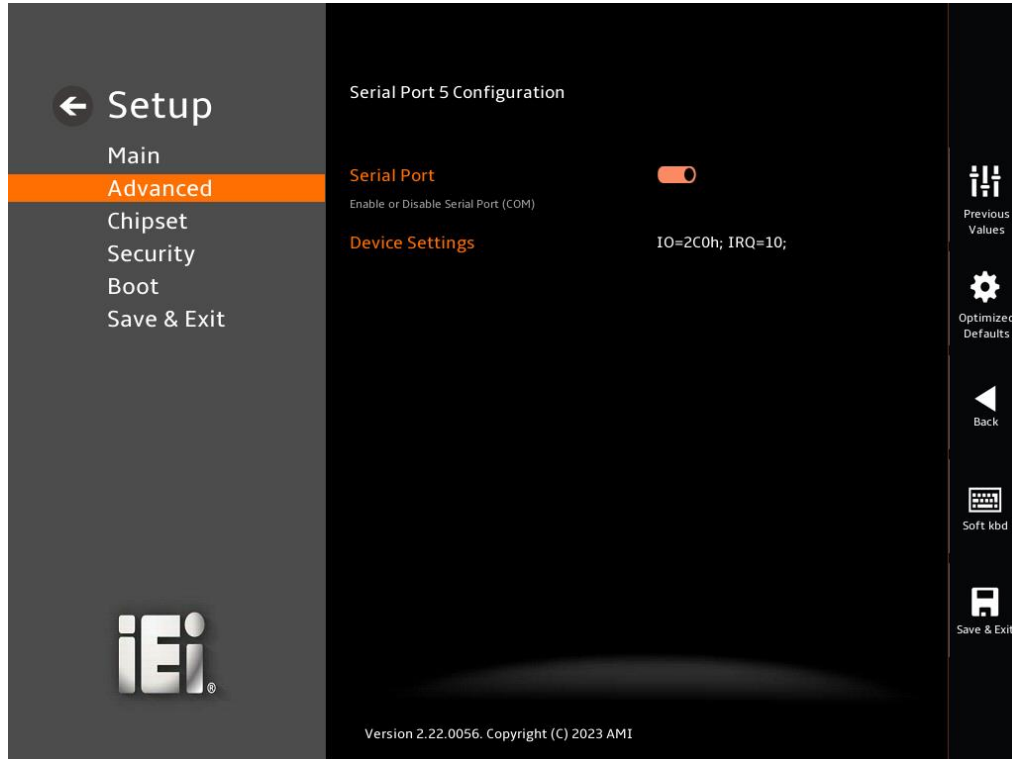 Setup
Main
Advanced
Chipset
Security
Boot
Save & Exit
iEi®
Serial Port 5 Configuration
Serial Port
Enable or Disable Serial Port (COM)
Device Settings IO=2C0h; IRQ=10;
Version 2.22.0056. Copyright (C) 2023 AMI
Previous
Values
Optimized
Defaults
Back
Soft kbd
Save & Exit